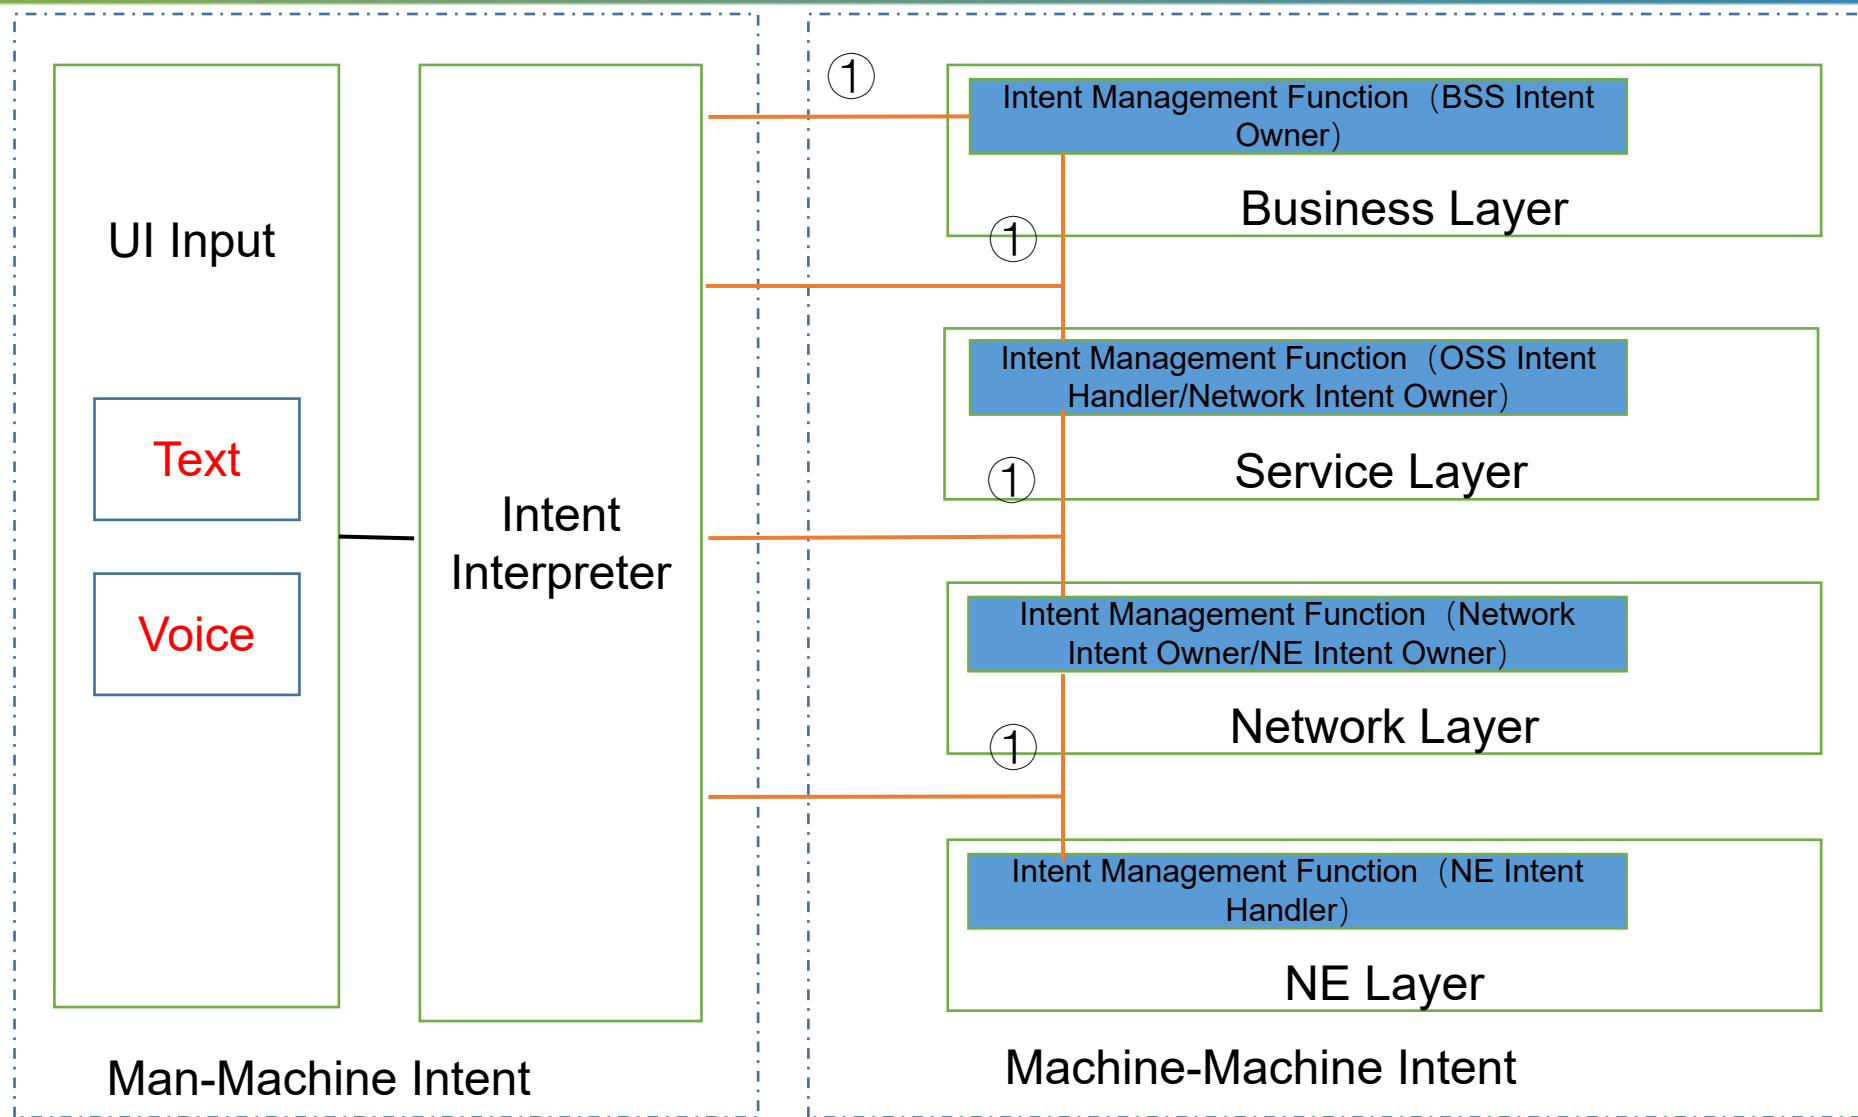 UI Input
Text
Voice
Intent
Interpreter
Man-Machine Intent
①
Intent Management Function（BSS Intent
Owner）
Business Layer
①
Intent Management Function（OSS Intent
Handler/Network Intent Owner）
Service Layer
①
Intent Management Function（Network
Intent Owner/NE Intent Owner）
Network Layer
①
Intent Management Function（NE Intent
Handler）
NE Layer
Machine-Machine Intent